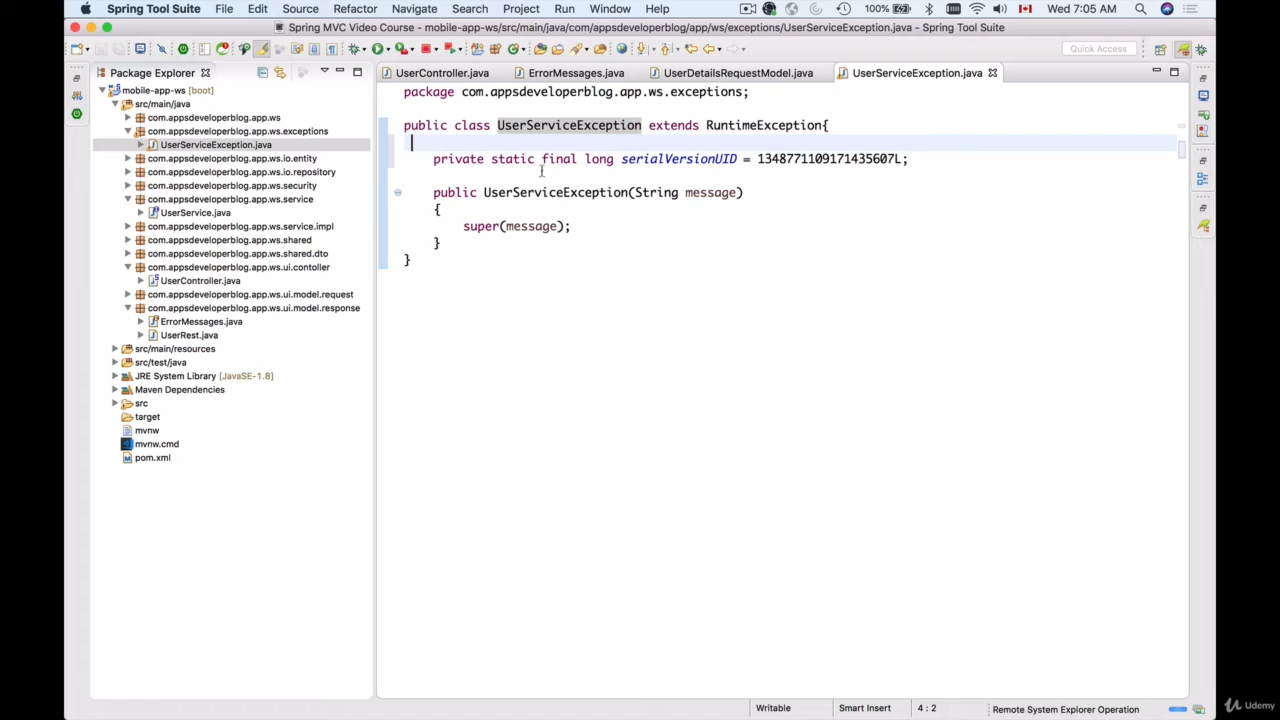 Spring Tool Suite File Edit Source Refactor Navigate Search Project Run Window Help 100% Wed 7:05 AM
Spring MVC Video Course - mobile-app-ws/src/main/java/com/appsdeveloperblog/app/ws/exceptions/UserServiceException.java - Spring Tool Suite
Quick Access
Package Explorer
UserController.java ErrorMessages.java UserDetailsRequestModel.java UserServiceException.java
mobile-app-ws [boot]
src/main/java
com.appsdeveloperblog.app.ws
com.appsdeveloperblog.app.ws.exceptions
UserServiceException.java
com.appsdeveloperblog.app.ws.io.entity
com.appsdeveloperblog.app.ws.io.repository
com.appsdeveloperblog.app.ws.security
com.appsdeveloperblog.app.ws.service
UserService.java
com.appsdeveloperblog.app.ws.service.impl
com.appsdeveloperblog.app.ws.shared
com.appsdeveloperblog.app.ws.shared.dto
com.appsdeveloperblog.app.ws.ui.contoller
UserController.java
com.appsdeveloperblog.app.ws.ui.model.request
com.appsdeveloperblog.app.ws.ui.model.response
ErrorMessages.java
UserRest.java
src/main/resources
src/test/java
JRE System Library [JavaSE-1.8]
Maven Dependencies
src
target
mvnw
mvnw.cmd
pom.xml
package com.appsdeveloperblog.app.ws.exceptions;
public class UserServiceException extends RuntimeException{
private static final long serialVersionUID = 1348771109171435607L;
public UserServiceException(String message)
{
super(message);
}
}
Writable Smart Insert 4 : 2 Remote System Explorer Operation
Udemy